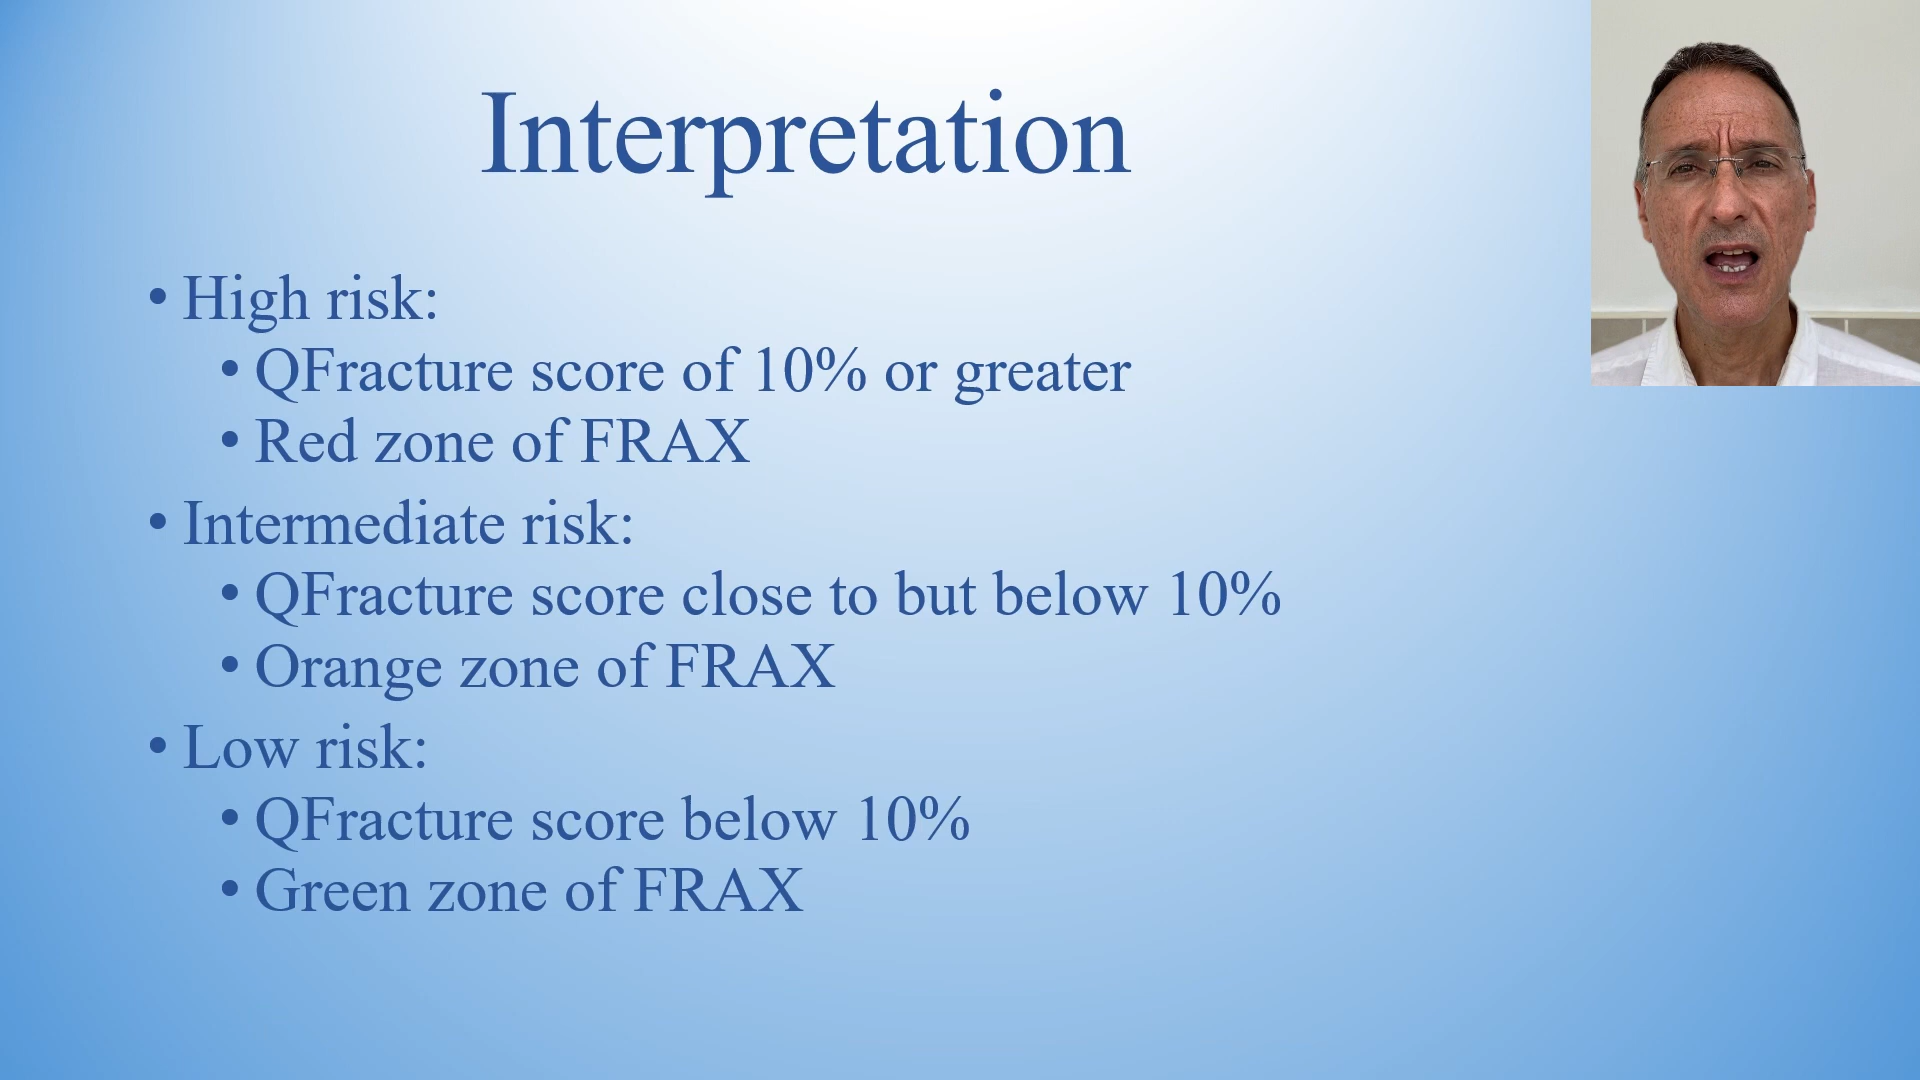 Interpretation
• High risk:
• QFracture score of 10% or greater
• Red zone of FRAX
• Intermediate risk:
• QFracture score close to but below 10%
• Orange zone of FRAX
• Low risk:
• QFracture score below 10%
• Green zone of FRAX